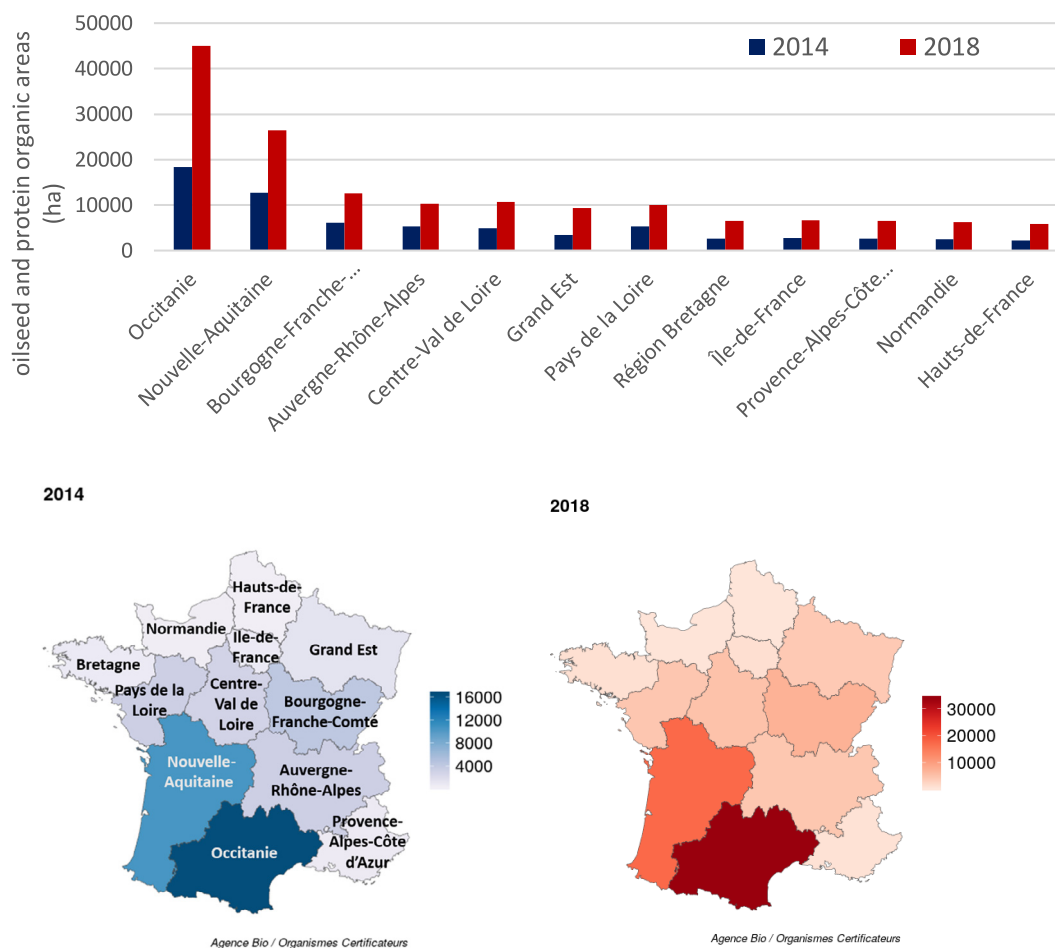 50000
40000
30000
20000
10000
0
oilseed and protein organic areas
(ha)
2014
2018
Occitanie
Nouvelle-Aquitaine
Bourgogne-Franche-...
Auvergne-Rhône-Alpes
Centre-Val de Loire
Grand Est
Pays de la Loire
Région Bretagne
Île-de-France
Provence-Alpes-Côte...
Normandie
Hauts-de-France
2014
Hauts-de-
France
Normandie
Ile-de-
France
Grand Est
Bretagne
Pays de la
Loire
Centre-
Val de
Loire
Bourgogne-
Franche-Comté
Nouvelle-
Aquitaine
Auvergne-
Rhône-Alpes
Provence-
Alpes-Côte
d'Azur
Occitanie
16000
12000
8000
4000
Agence Bio / Organismes Certificateurs
2018
30000
20000
10000
Agence Bio / Organismes Certificateurs